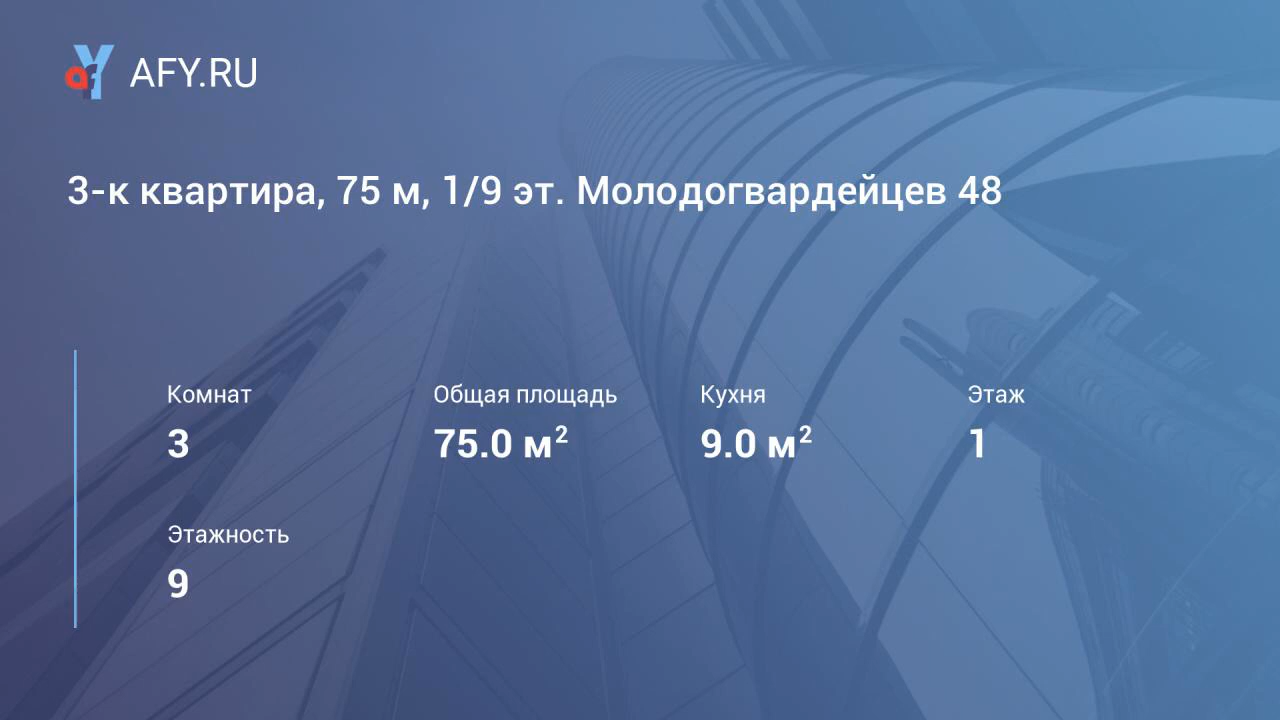 afy AFY.RU
3-к квартира, 75 м, 1/9 эт. Молодогвардейцев 48
Комнат
3
Общая площадь
75.0 м²
Кухня
9.0 м²
Этаж
1
Этажность
9